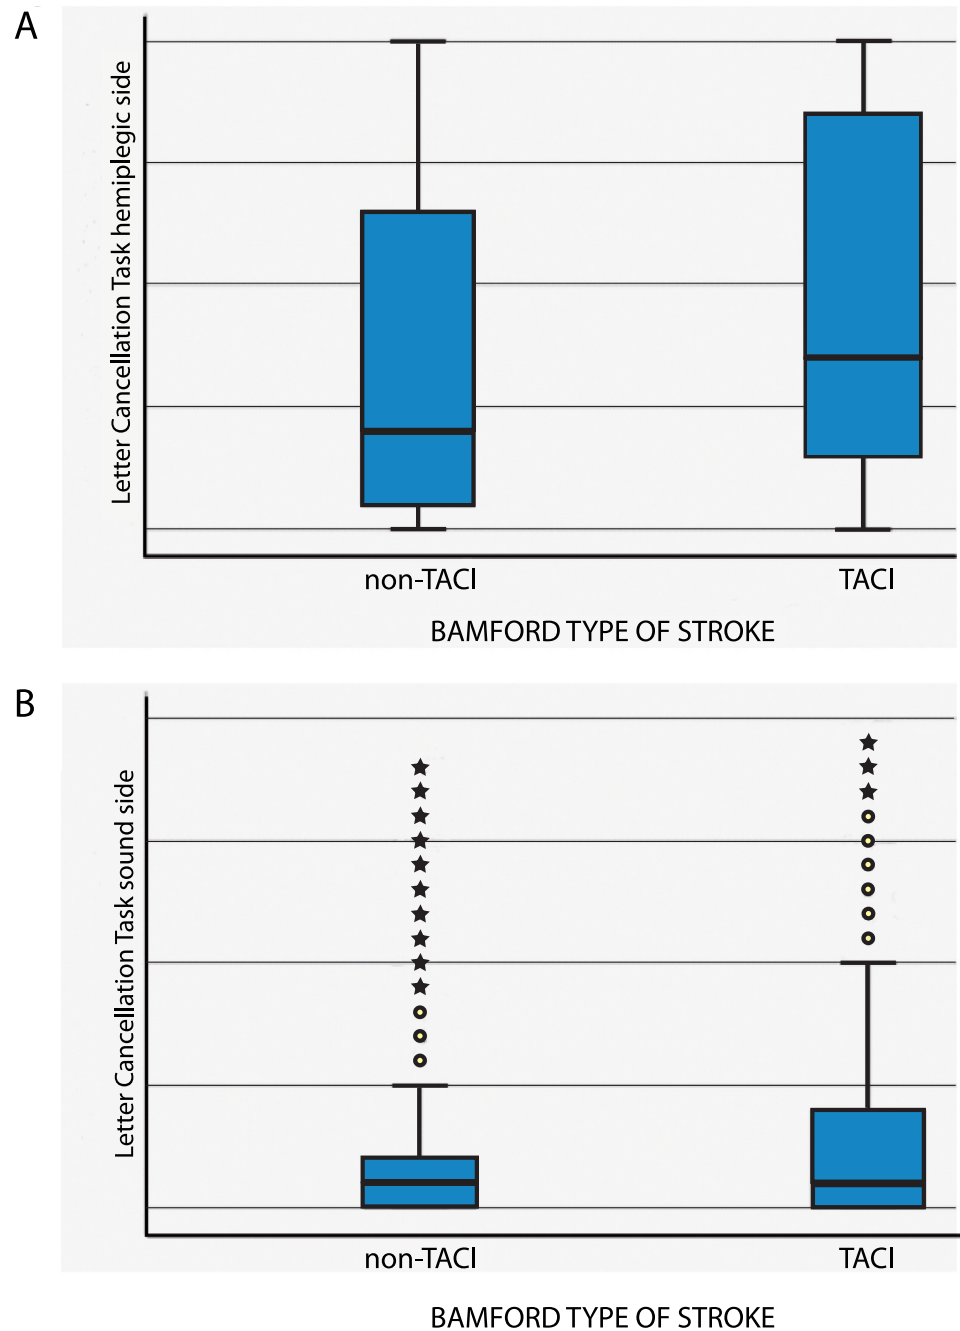 A
Letter Cancellation Task hemiplegic side
non-TACI
TACI
BAMFORD TYPE OF STROKE
B
Letter Cancellation Task sound side
non-TACI
TACI
BAMFORD TYPE OF STROKE